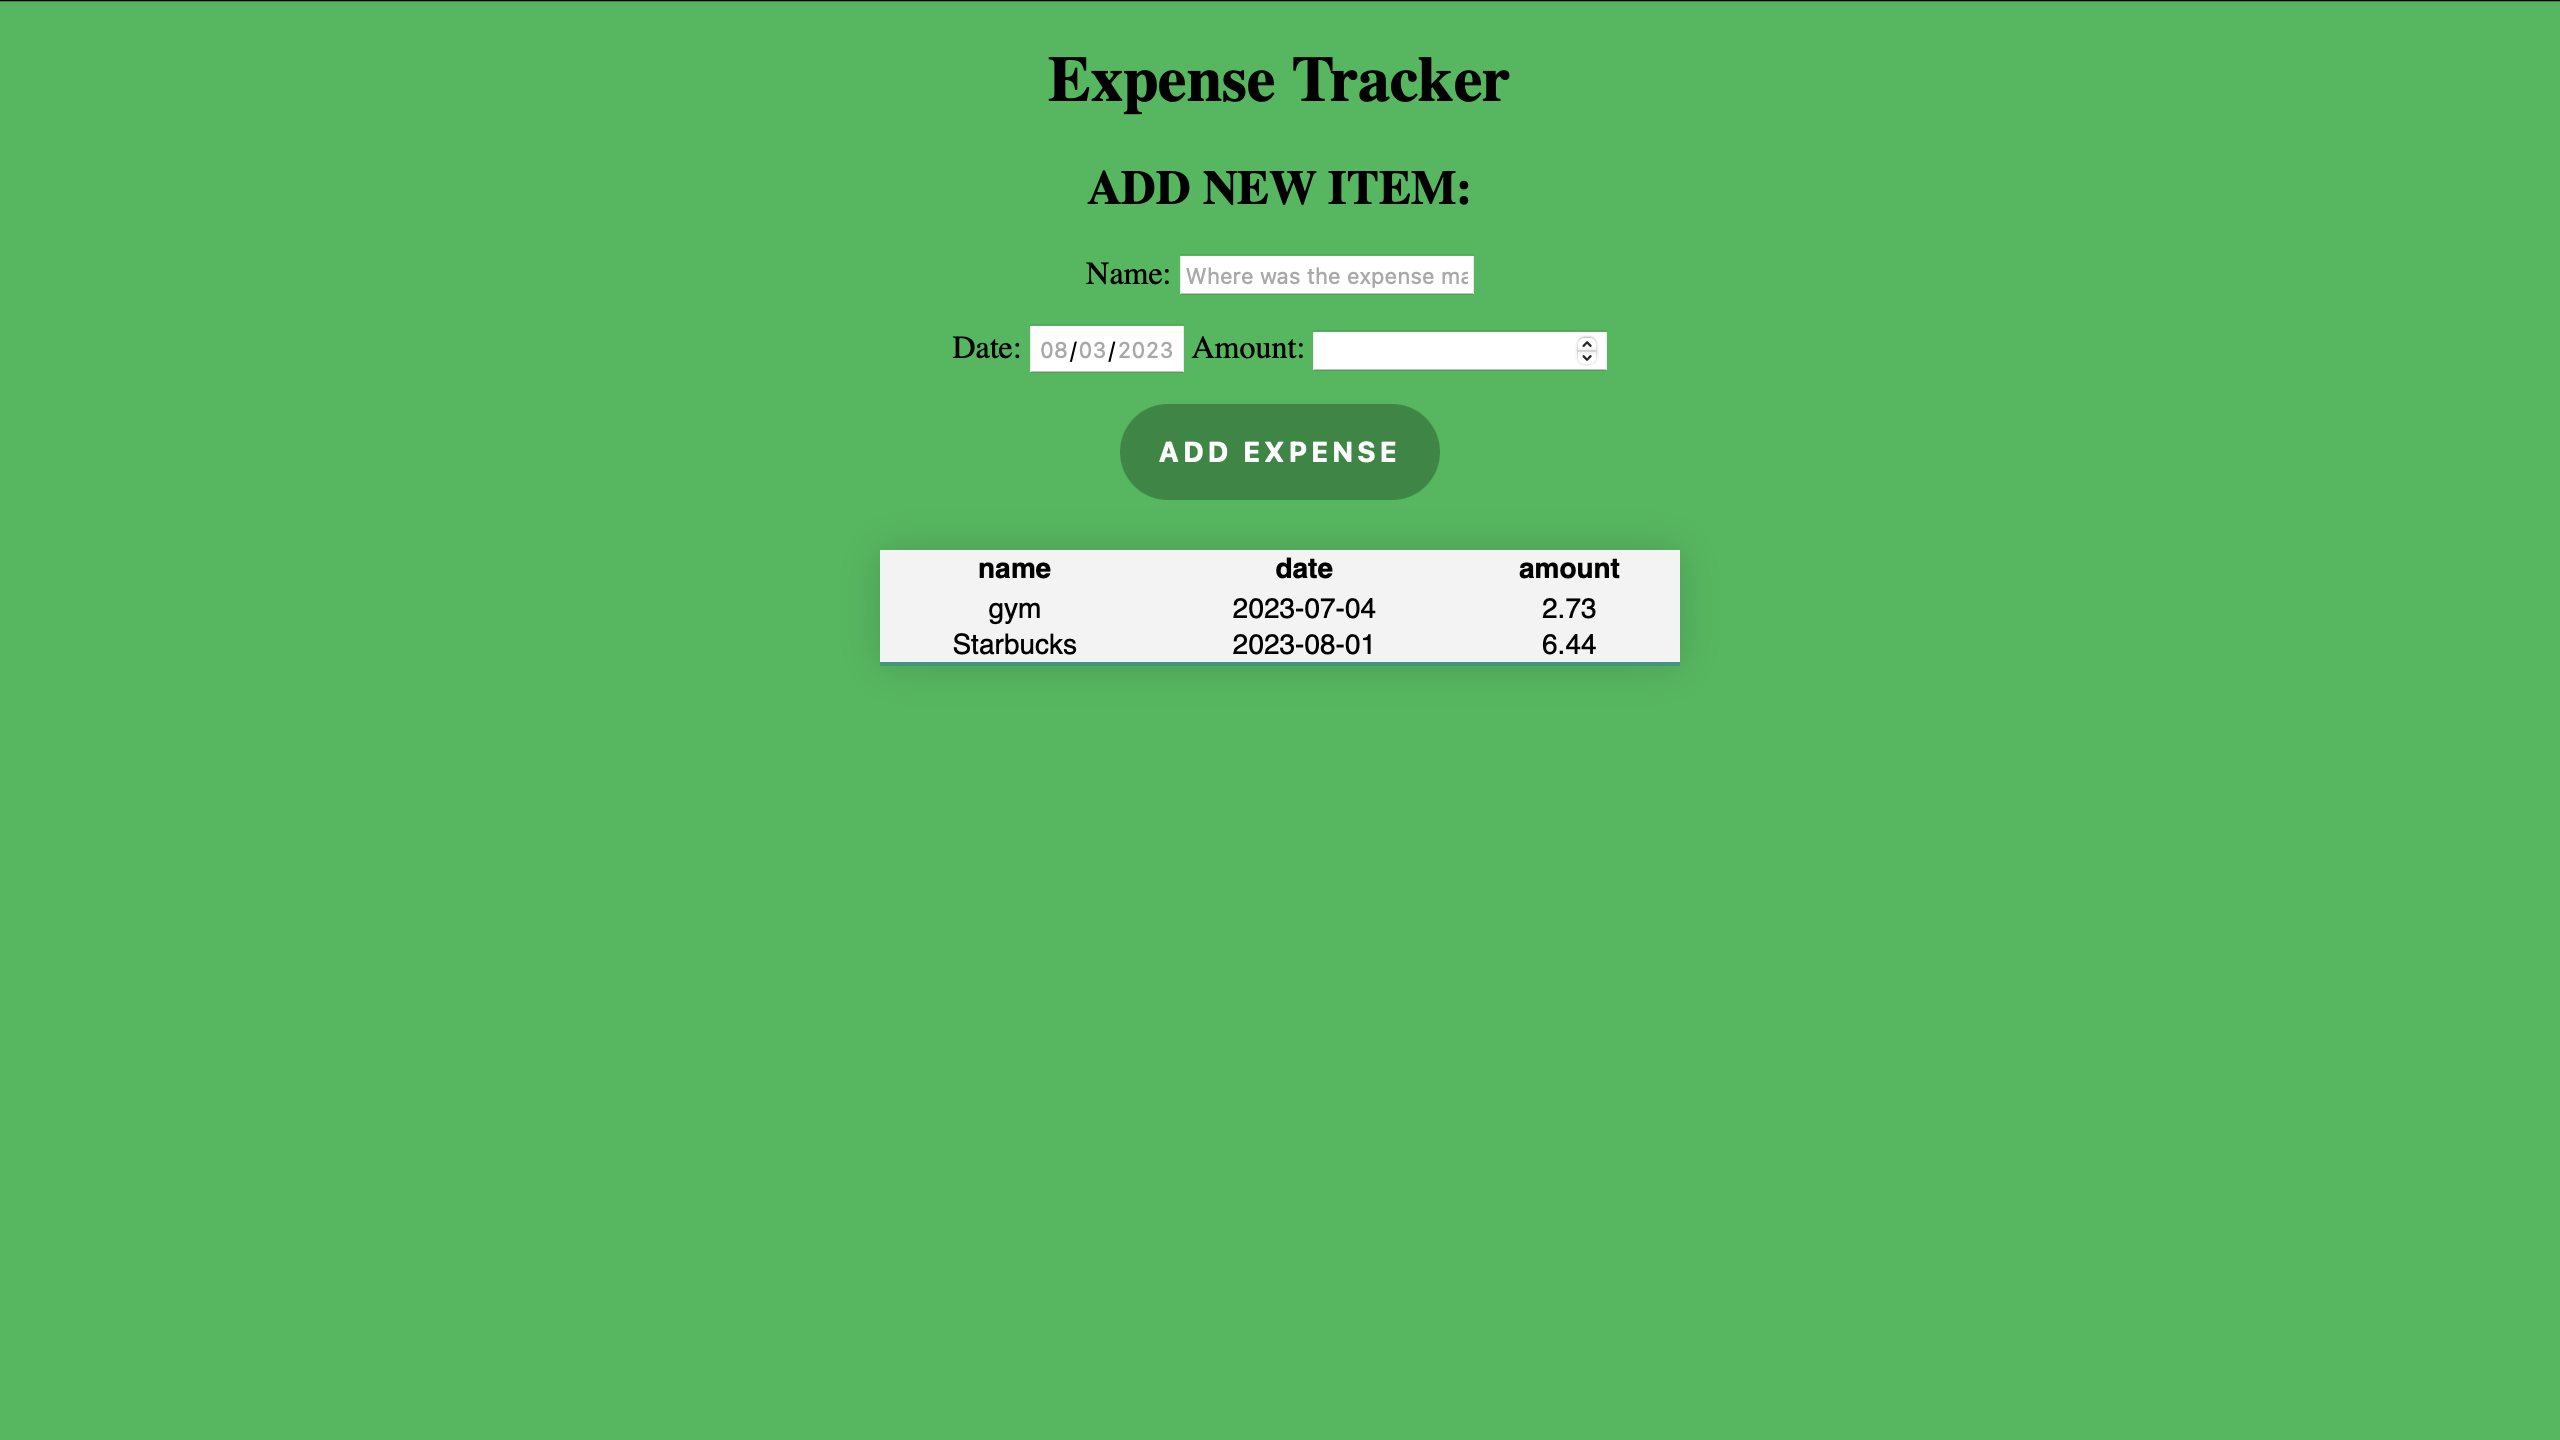 Expense Tracker
ADD NEW ITEM:
Name: Where was the expense ma
Date: 08/03/2023 Amount:
ADD EXPENSE
name date amount
gym 2023-07-04 2.73
Starbucks 2023-08-01 6.44